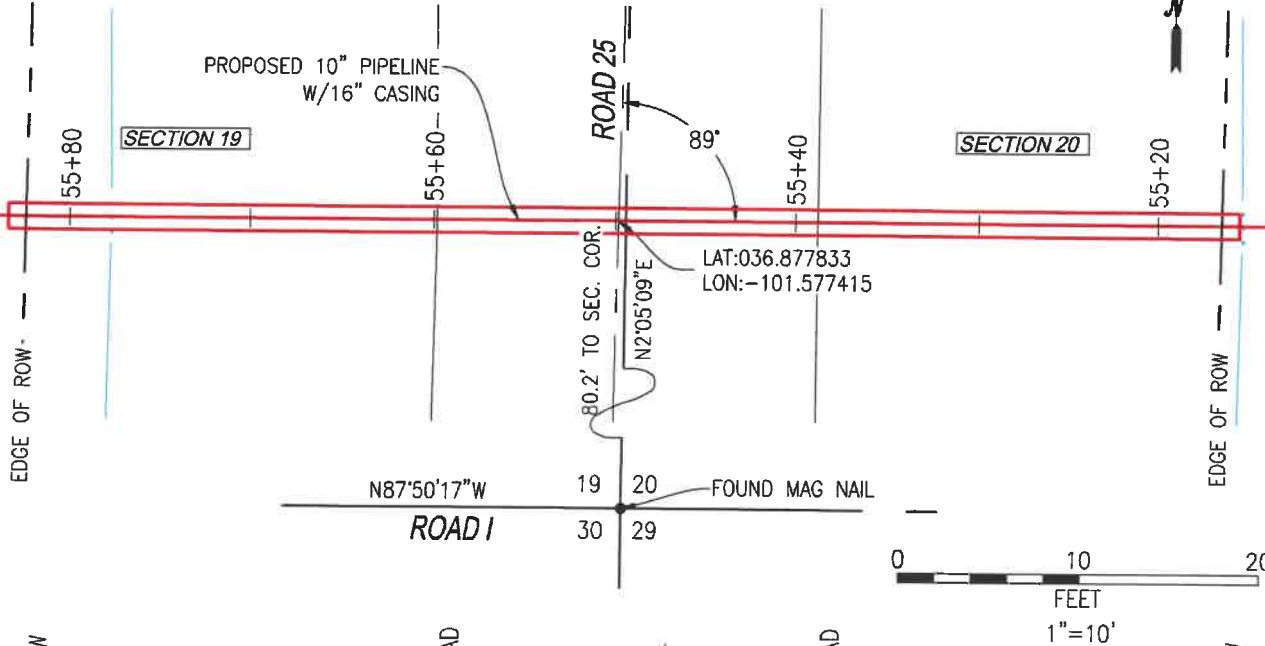 N
PROPOSED 10" PIPELINE
W/16" CASING
ROAD 25
SECTION 19
SECTION 20
89°
55+80
55+60
55+40
55+20
LAT:036.877833
LON:-101.577415
80.2' TO SEC. COR.
N2°05'09"E
EDGE OF ROW
EDGE OF ROW
N87°50'17"W
19 20
FOUND MAG NAIL
ROAD I
30 29
0 10 20
FEET
1"=10'